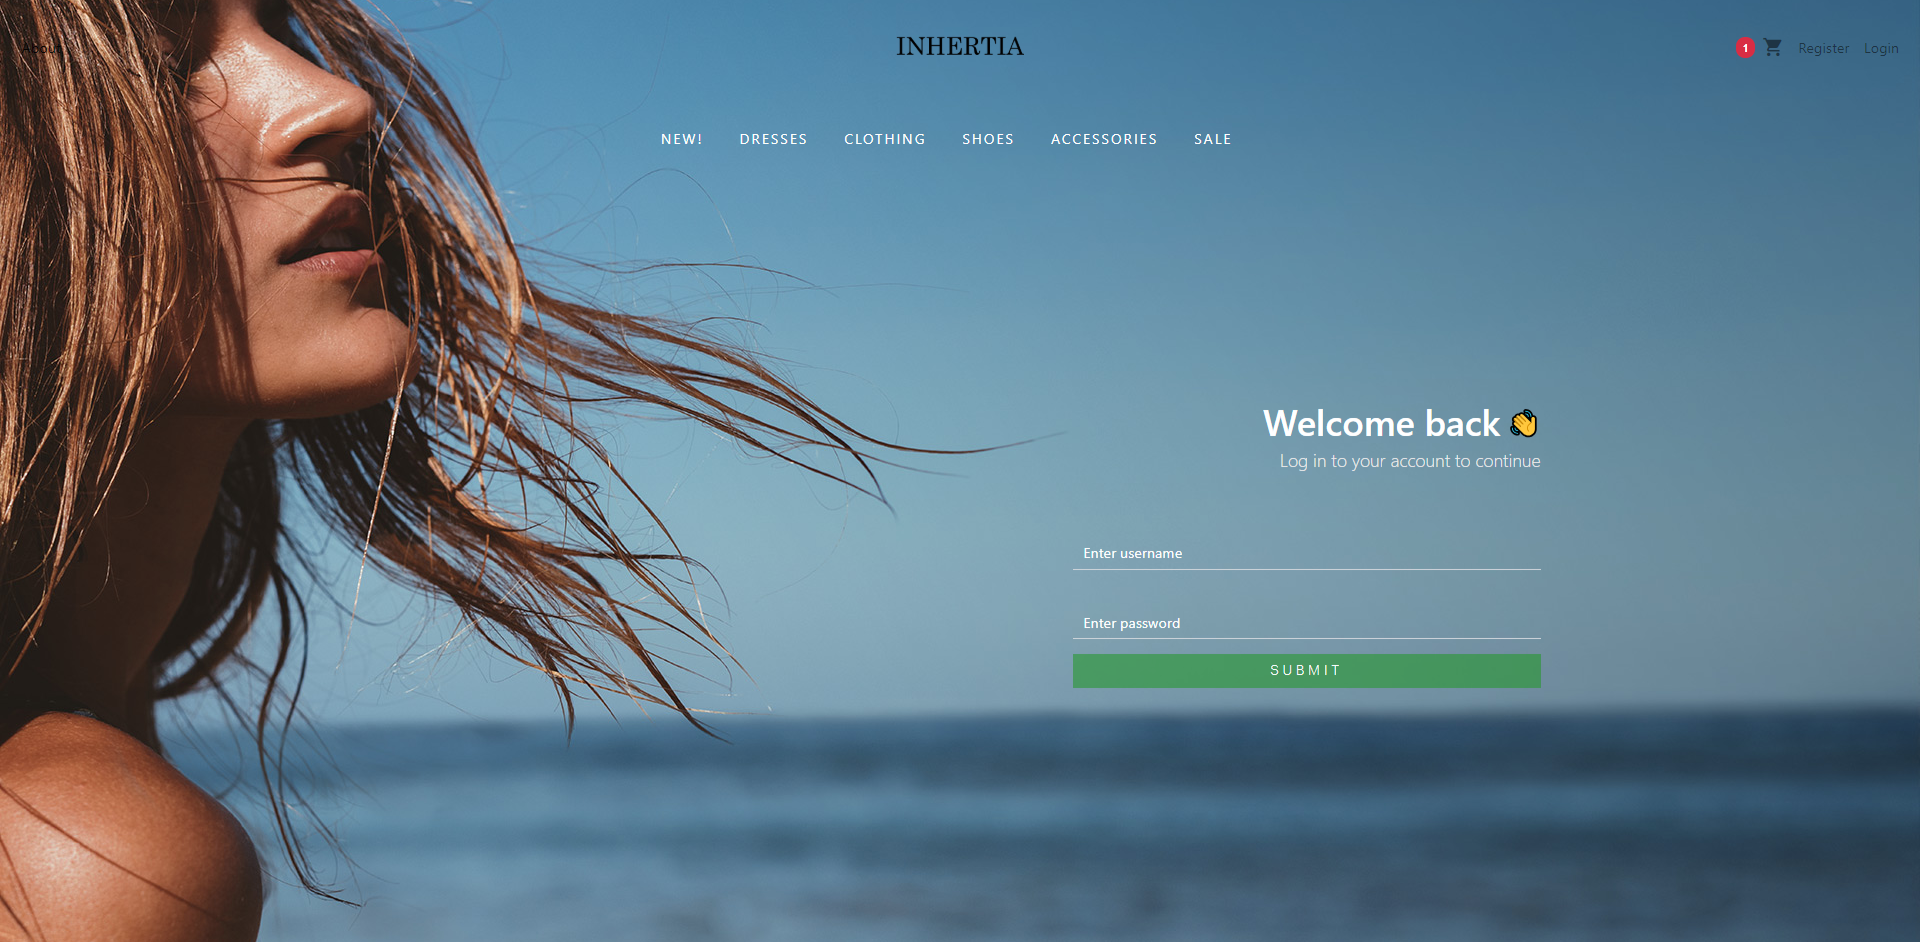 About
INHERTIA
1
Register
Login
NEW!
DRESSES
CLOTHING
SHOES
ACCESSORIES
SALE
Welcome back 👋
Log in to your account to continue
Enter username
Enter password
SUBMIT